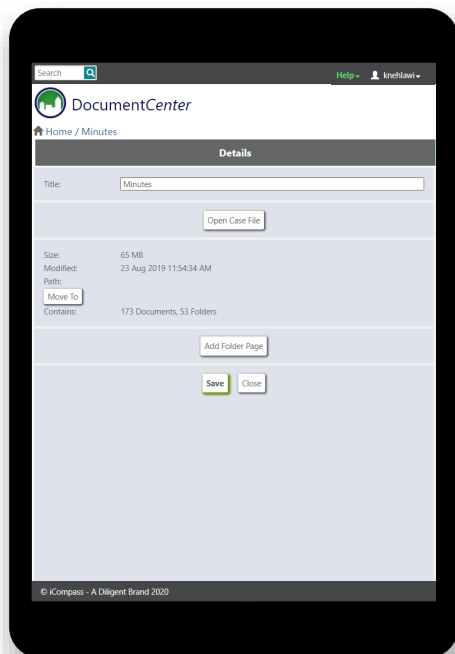 Search
Help
knehlawi
DocumentCenter
Home / Minutes
Details
Title: Minutes
Open Case File
Size: 65 MB
Modified: 23 Aug 2019 11:54:34 AM
Path:
Move To
Contains: 173 Documents, 53 Folders
Add Folder Page
Save Close
© iCompass - A Diligent Brand 2020